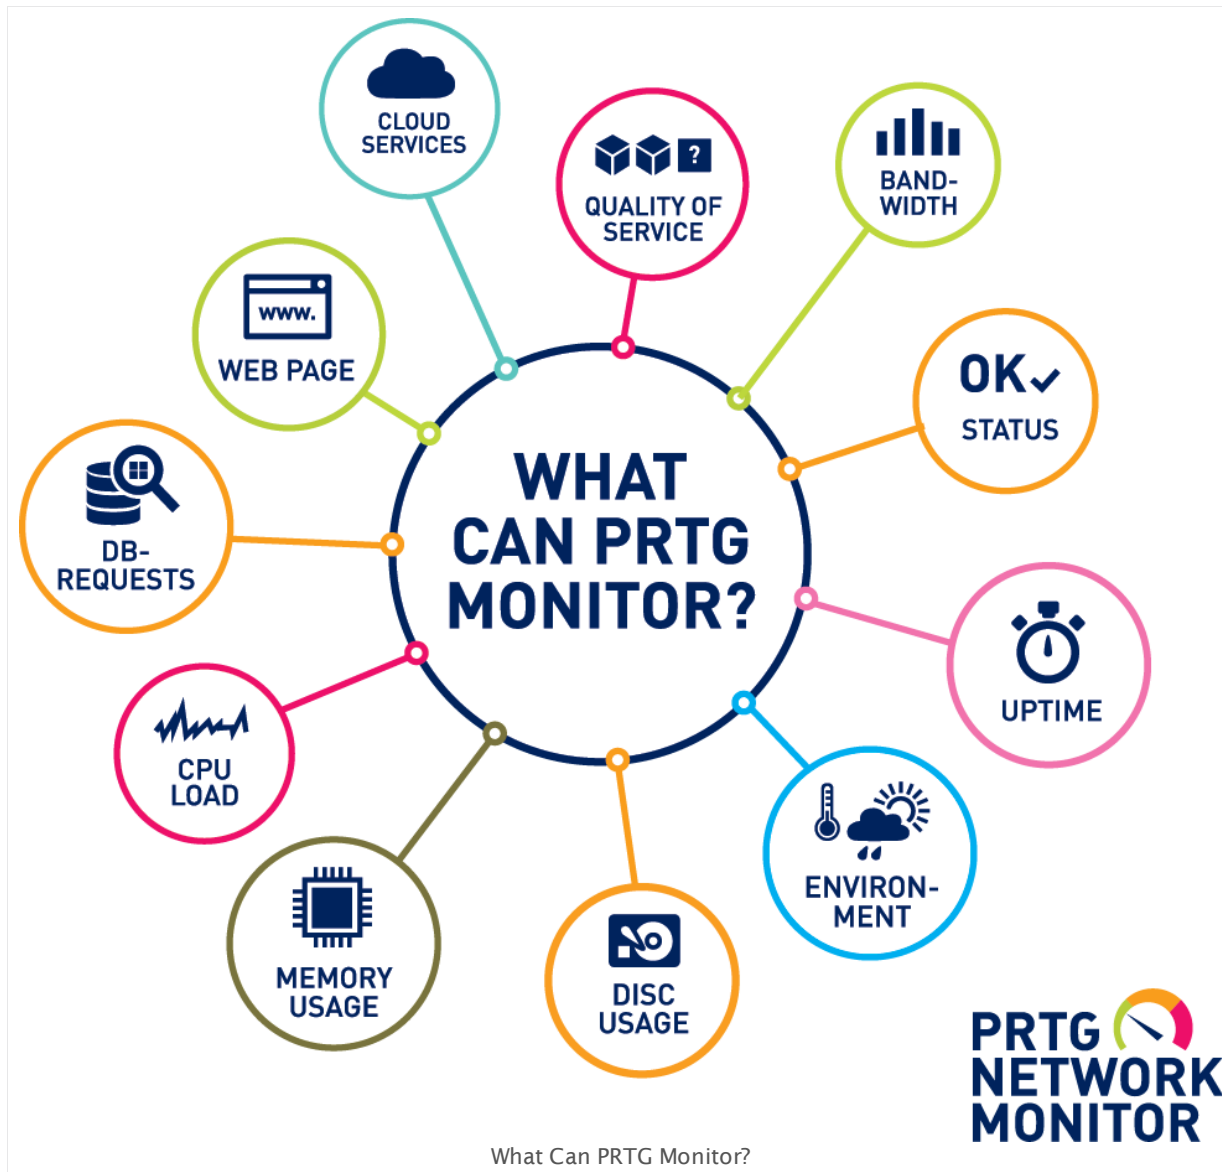 CLOUD
SERVICES
?
QUALITY OF
SERVICE
BAND-
WIDTH
www.
WEB PAGE
OK
STATUS
DB-
REQUESTS
WHAT
CAN PRTG
MONITOR?
UPTIME
CPU
LOAD
ENVIRON-
MENT
MEMORY
USAGE
DISC
USAGE
PRTG
NETWORK
MONITOR
What Can PRTG Monitor?